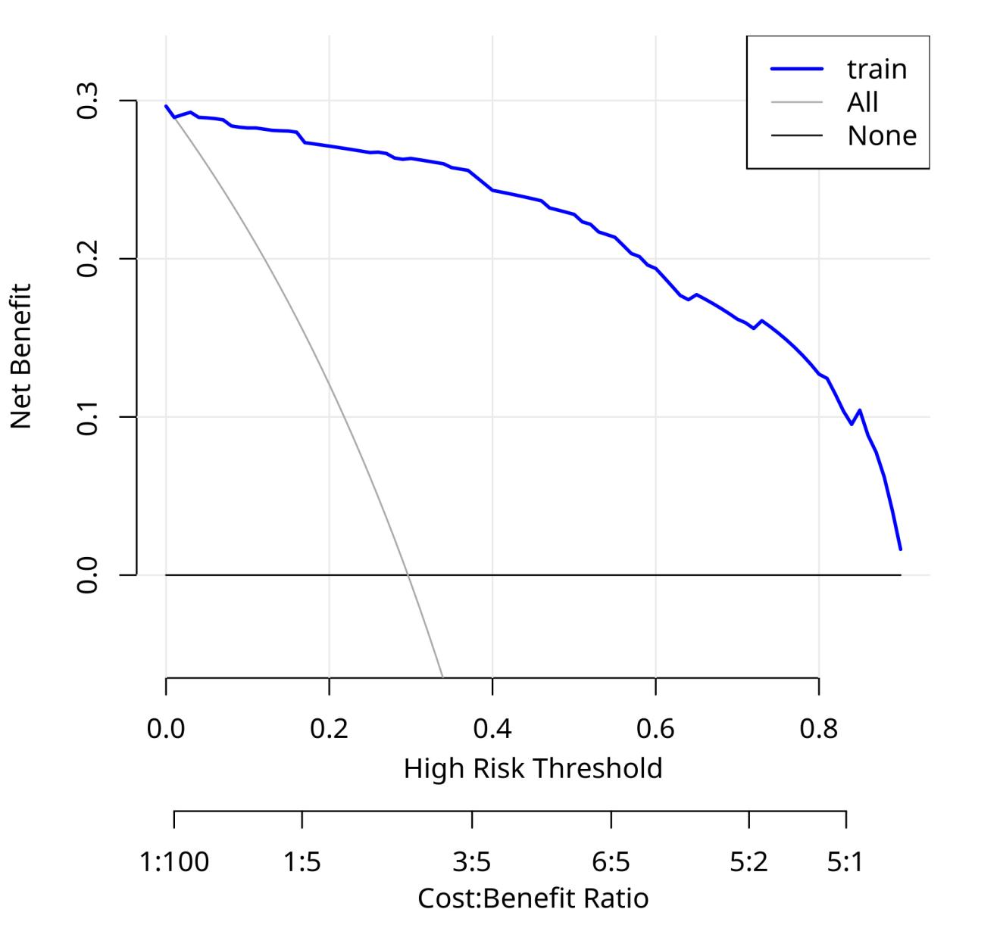 train
All
None
0.3
0.2
0.1
0.0
Net Benefit
0.0 0.2 0.4 0.6 0.8
High Risk Threshold
1:100 1:5 3:5 6:5 5:2 5:1
Cost:Benefit Ratio